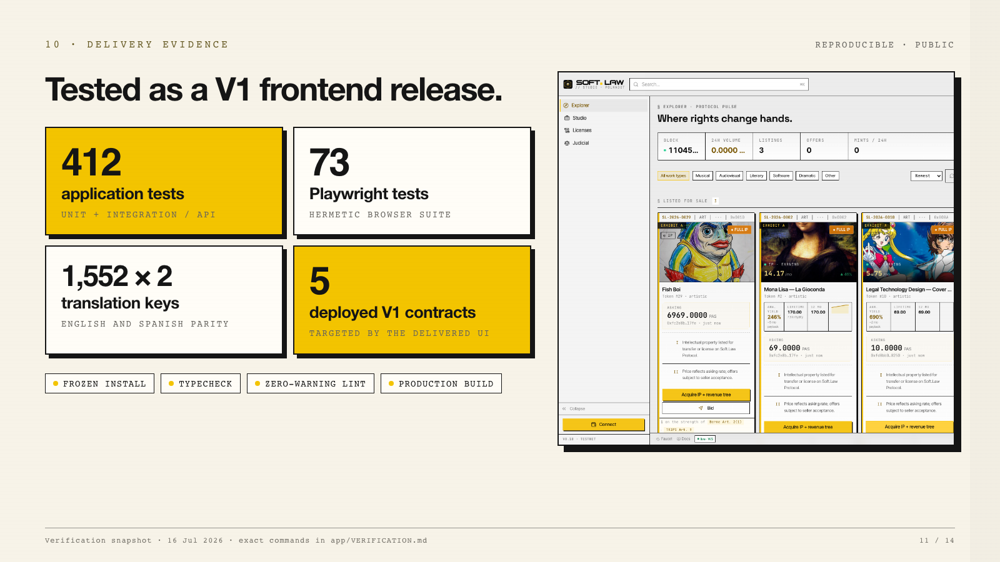 10 · DELIVERY EVIDENCE
REPRODUCIBLE · PUBLIC
Tested as a V1 frontend release.
412
application tests
UNIT + INTEGRATION / API
73
Playwright tests
HERMETIC BROWSER SUITE
1,552 × 2
translation keys
ENGLISH AND SPANISH PARITY
5
deployed V1 contracts
TARGETED BY THE DELIVERED UI
FROZEN INSTALL
TYPECHECK
ZERO-WARNING LINT
PRODUCTION BUILD
SOFT.LAW
// STUDIO · POLKADOT
Search...
⌘K
Explorer
Studio
Licenses
Judicial
Collapse
Connect
V0.10 · TESTNET
§ EXPLORER · PROTOCOL PULSE
Where rights change hands.
BLOCK
11045...
24H VOLUME
0.0000 ...
LISTINGS
3
OFFERS
0
MINTS / 24H
0
All work types
Musical
Audiovisual
Literary
Software
Dramatic
Other
Newest
§ LISTED FOR SALE 3
SL-2026-0029 | ART | ··· | 0x001D
EXHIBIT A
FULL IP
IP
Fish Boi
Token #29 · artistic
ASKING
6969.0000 PAS
0xfc2e8b…17fe · just now
I Intellectual property listed for
transfer or license on Soft.Law
Protocol.
II Price reflects asking rate; offers
subject to seller acceptance.
Acquire IP + revenue tree
Bid
§ on the strength of Berne Art. 2(1)
TRIPS Art. 9
SL-2026-0002 | ART | ··· | 0x0002
EXHIBIT A
FULL IP
IP · EARNING
14.17/mo
▲ 46%
Mona Lisa — La Gioconda
Token #2 · artistic
ANN.
YIELD
246%
~5 mo
payback
LIFETIME
170.00
12 MO
170.00
ASKING
69.0000 PAS
0xfc2e8b…17fe · just now
I Intellectual property listed for
transfer or license on Soft.Law
Protocol.
II Price reflects asking rate; offers
subject to seller acceptance.
Acquire IP + revenue tree
SL-2026-0010 | ART | ··· | 0x000A
EXHIBIT A
FULL IP
IP · EARNING
5.75/mo
Legal Technology Design — Cover ...
Token #10 · artistic
ANN.
YIELD
690%
~2 mo
payback
LIFETIME
69.00
12 MO
69.00
ASKING
10.0000 PAS
just now
I Intellectual property listed for
transfer or license on Soft.Law
Protocol.
II Price reflects asking rate; offers
subject to seller acceptance.
Acquire IP + revenue tree
Faucet
Docs
live · WS
Verification snapshot · 16 Jul 2026 · exact commands in app/VERIFICATION.md
11 / 14